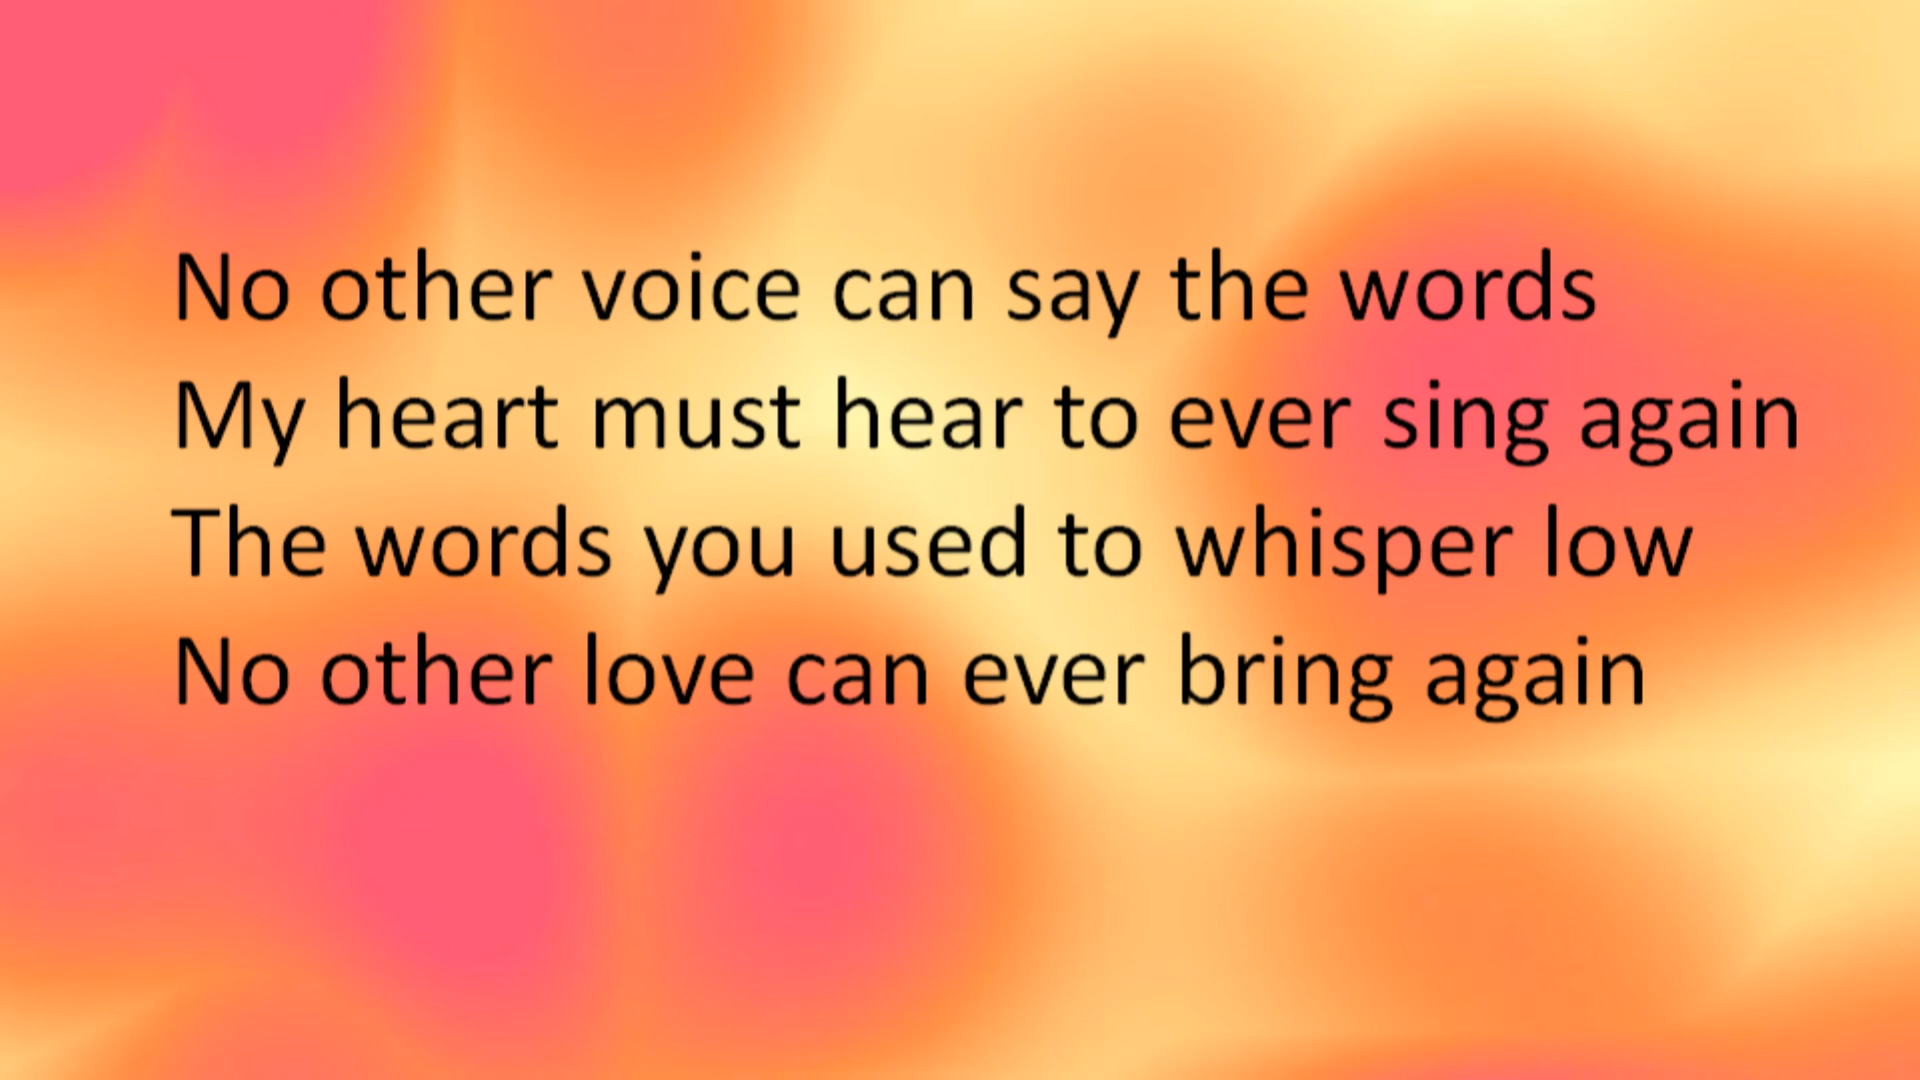 No other voice can say the words
My heart must hear to ever sing again
The words you used to whisper low
No other love can ever bring again